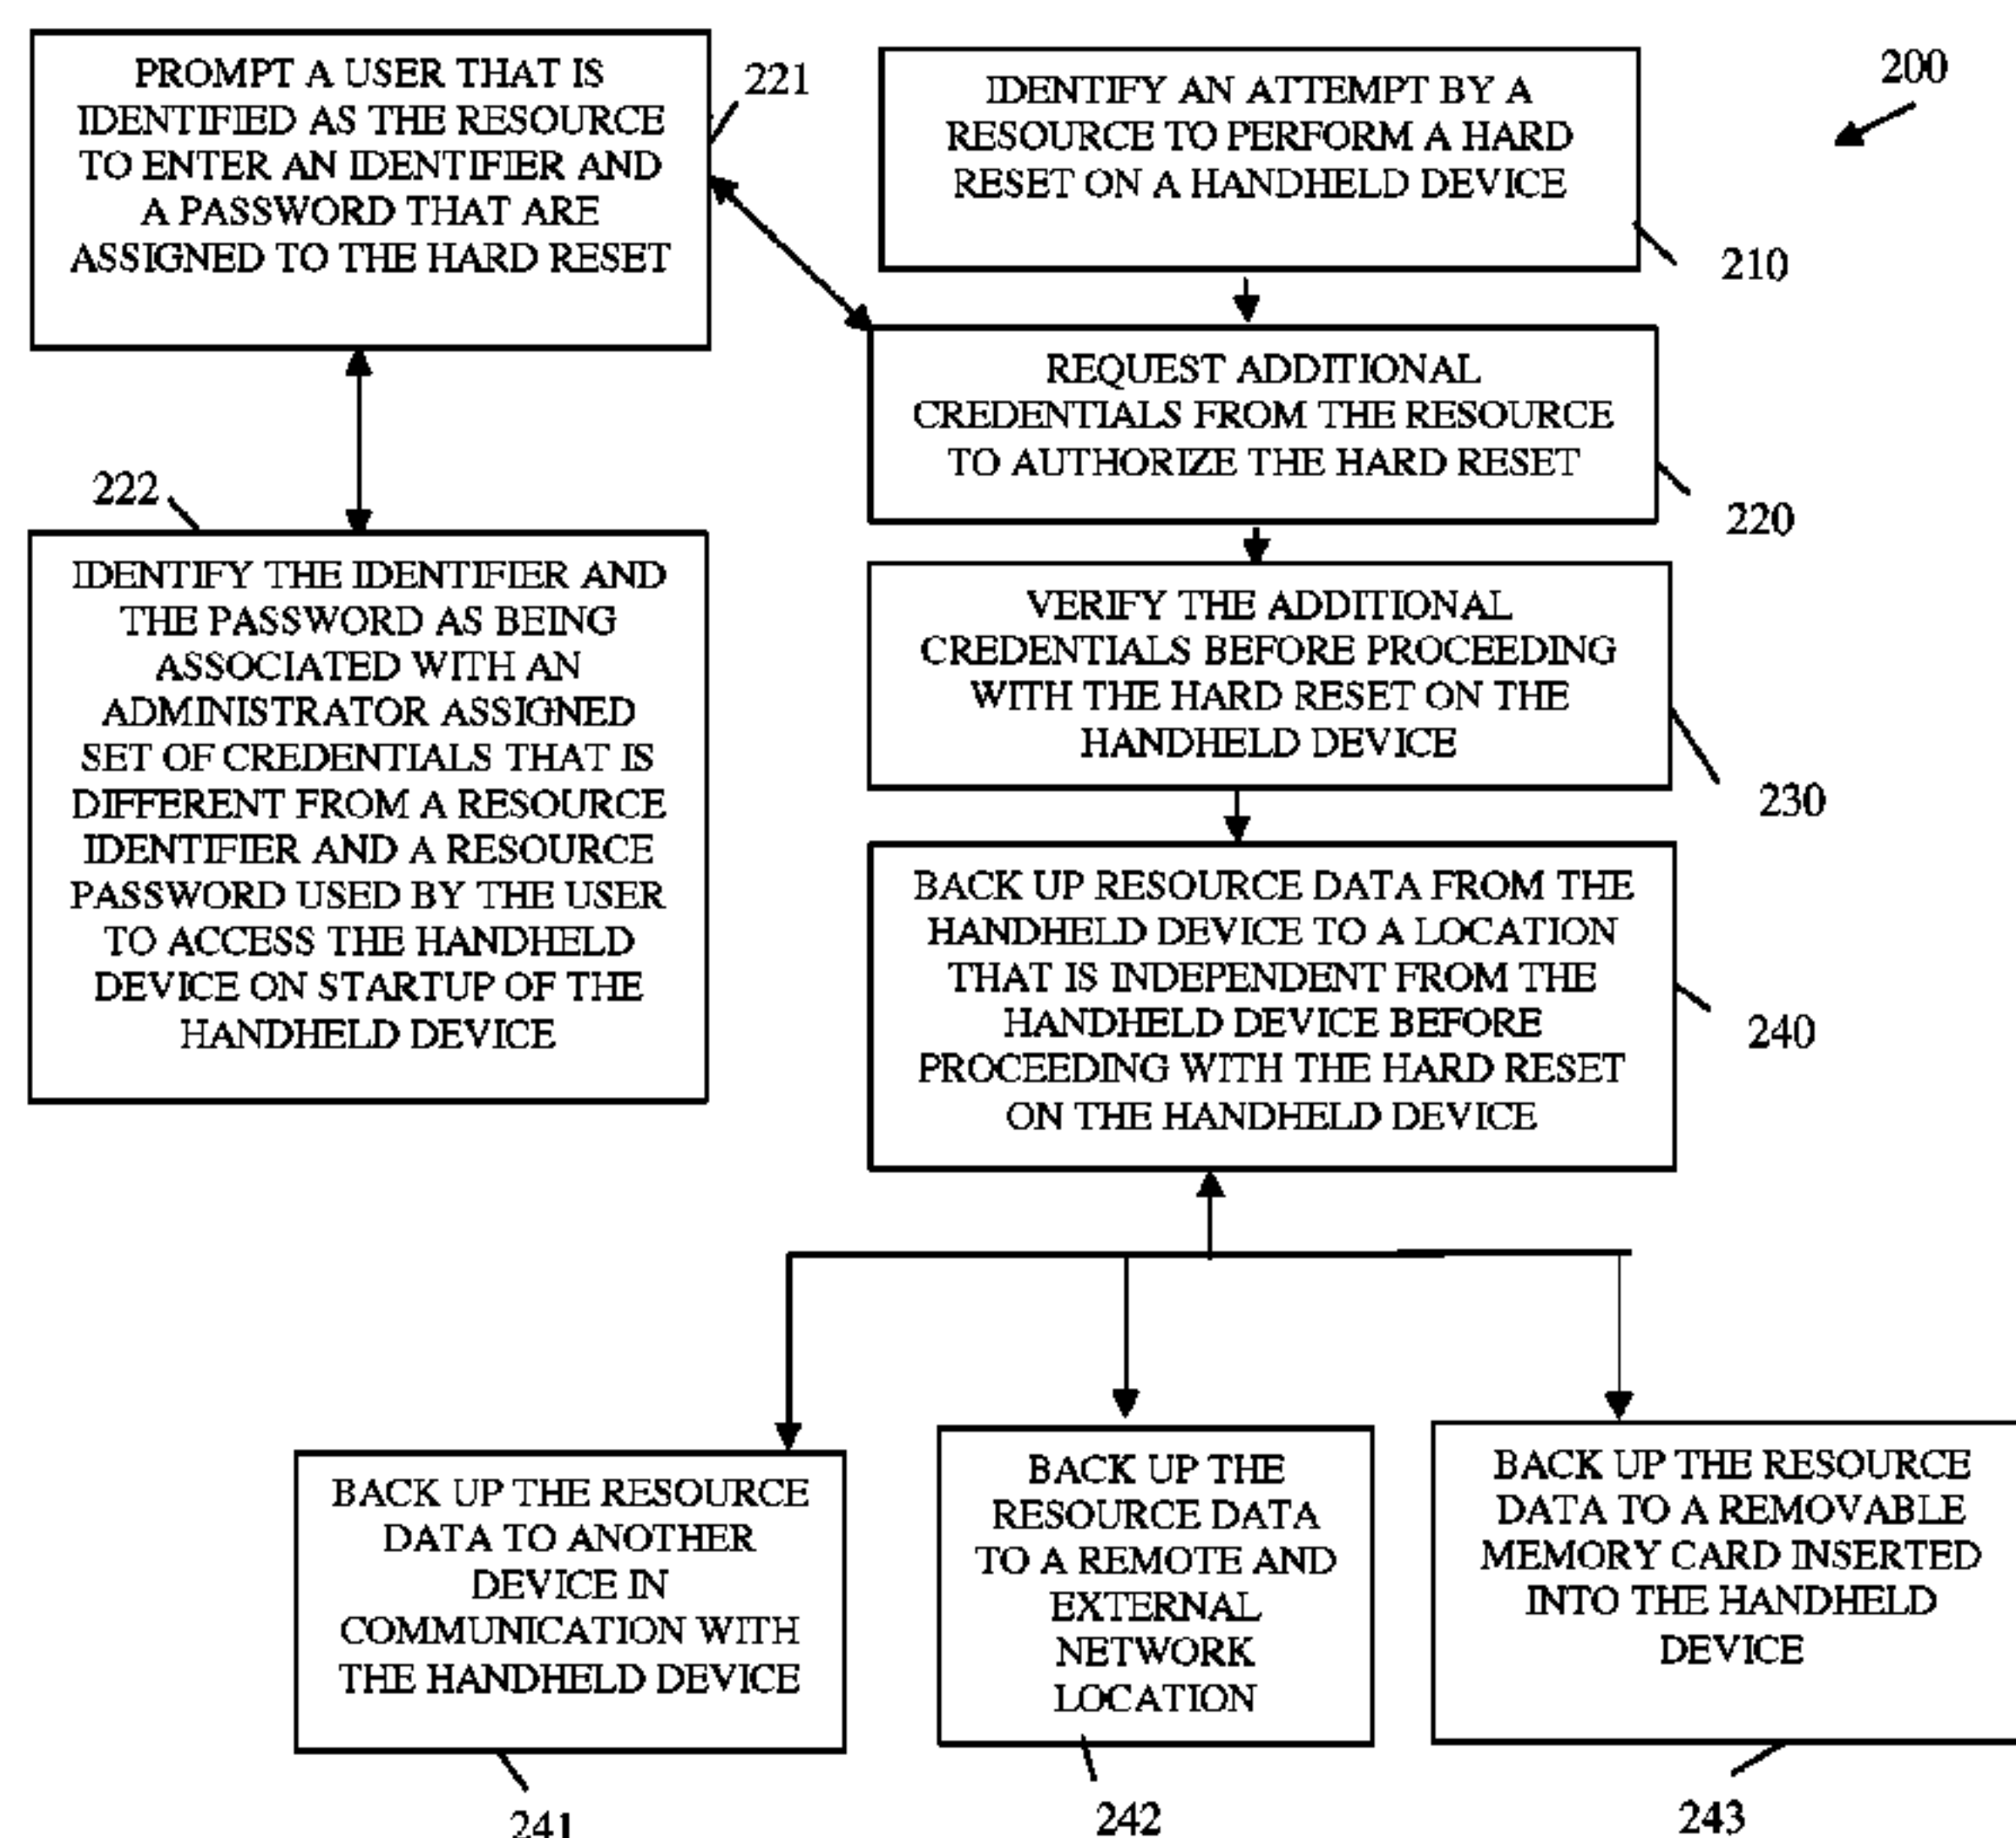 PROMPT A USER THAT IS
IDENTIFIED AS THE RESOURCE
TO ENTER AN IDENTIFIER AND
A PASSWORD THAT ARE
ASSIGNED TO THE HARD RESET
221
IDENTIFY AN ATTEMPT BY A
RESOURCE TO PERFORM A HARD
RESET ON A HANDHELD DEVICE
200
210
REQUEST ADDITIONAL
CREDENTIALS FROM THE RESOURCE
TO AUTHORIZE THE HARD RESET
220
222
IDENTIFY THE IDENTIFIER AND
THE PASSWORD AS BEING
ASSOCIATED WITH AN
ADMINISTRATOR ASSIGNED
SET OF CREDENTIALS THAT IS
DIFFERENT FROM A RESOURCE
IDENTIFIER AND A RESOURCE
PASSWORD USED BY THE USER
TO ACCESS THE HANDHELD
DEVICE ON STARTUP OF THE
HANDHELD DEVICE
VERIFY THE ADDITIONAL
CREDENTIALS BEFORE PROCEEDING
WITH THE HARD RESET ON THE
HANDHELD DEVICE
230
BACK UP RESOURCE DATA FROM THE
HANDHELD DEVICE TO A LOCATION
THAT IS INDEPENDENT FROM THE
HANDHELD DEVICE BEFORE
PROCEEDING WITH THE HARD RESET
ON THE HANDHELD DEVICE
240
BACK UP THE RESOURCE
DATA TO ANOTHER
DEVICE IN
COMMUNICATION WITH
THE HANDHELD DEVICE
241
BACK UP THE
RESOURCE DATA
TO A REMOTE AND
EXTERNAL
NETWORK
LOCATION
242
BACK UP THE RESOURCE
DATA TO A REMOVABLE
MEMORY CARD INSERTED
INTO THE HANDHELD
DEVICE
243